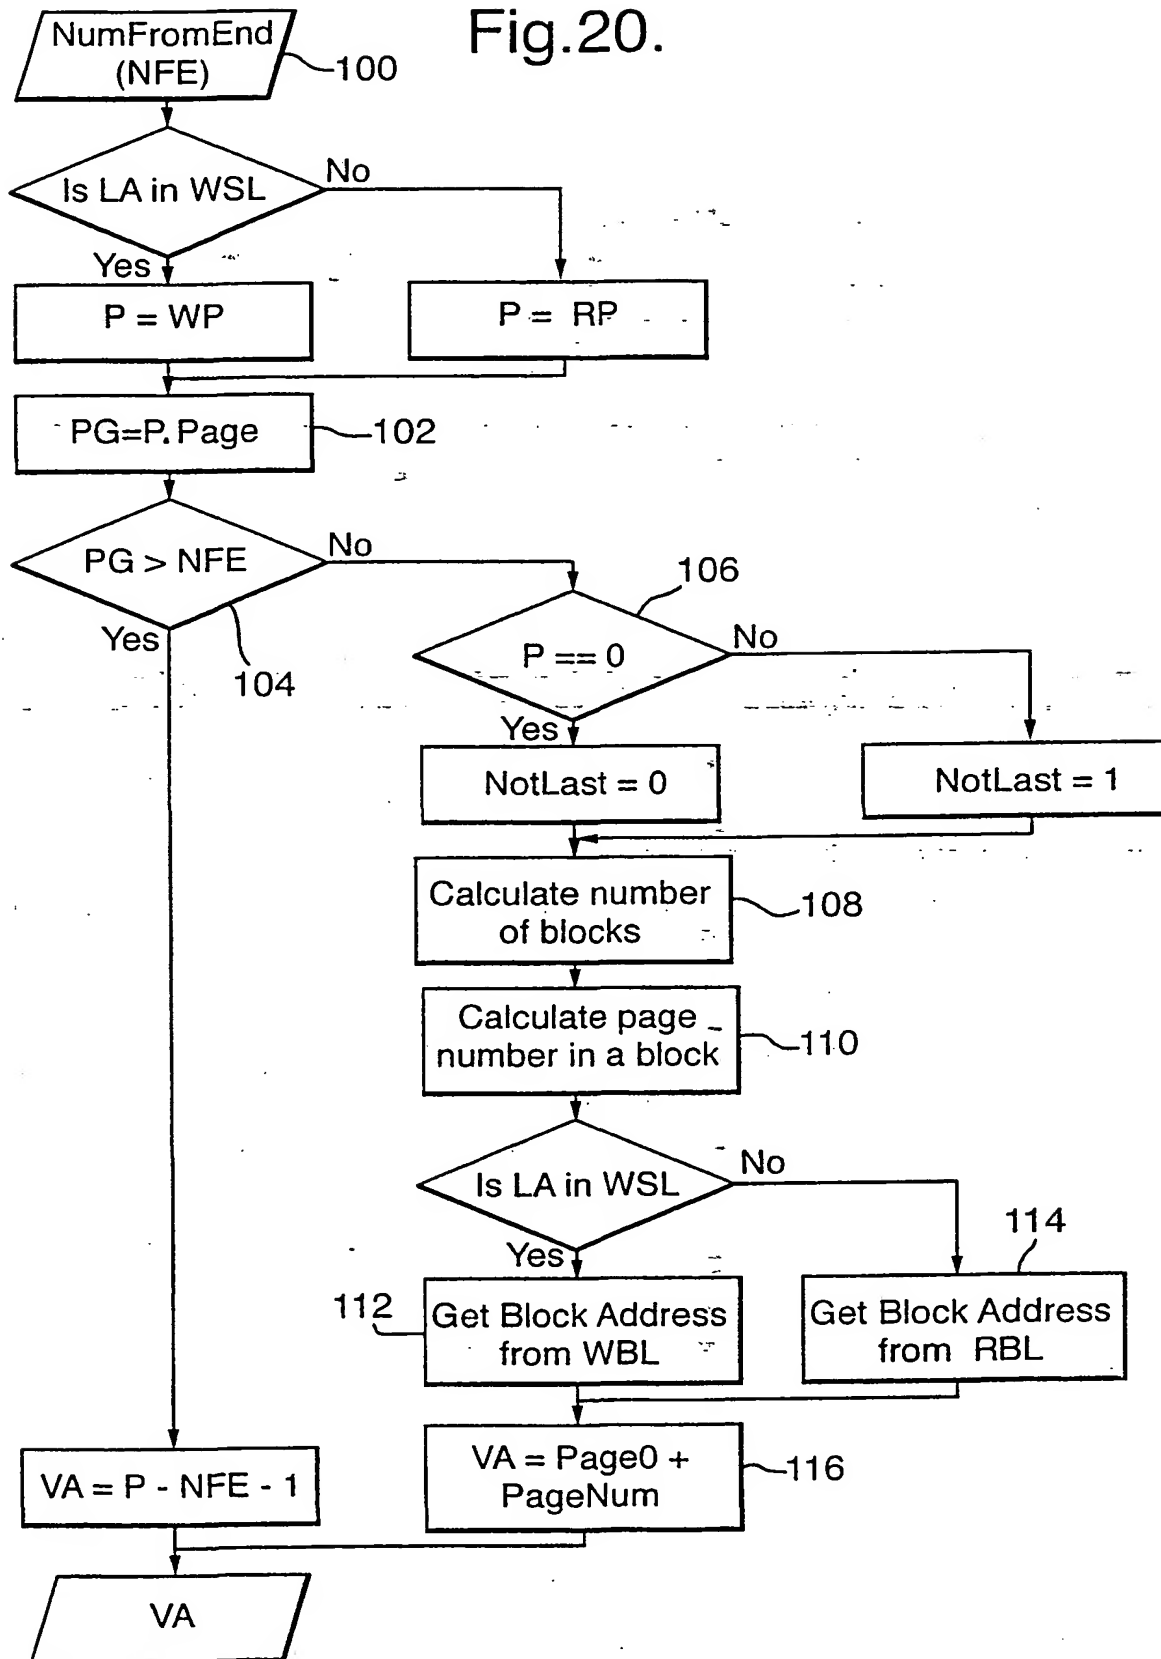 Fig.20.
NumFromEnd
(NFE)
100
Is LA in WSL
No
Yes
P = WP
P = RP
PG=P.Page
102
PG > NFE
No
Yes
104
106
P == 0
No
Yes
NotLast = 0
NotLast = 1
Calculate number
of blocks
108
Calculate page
number in a block
110
Is LA in WSL
No
Yes
114
112
Get Block Address
from WBL
Get Block Address
from RBL
VA = P - NFE - 1
VA = Page0 +
PageNum
116
VA